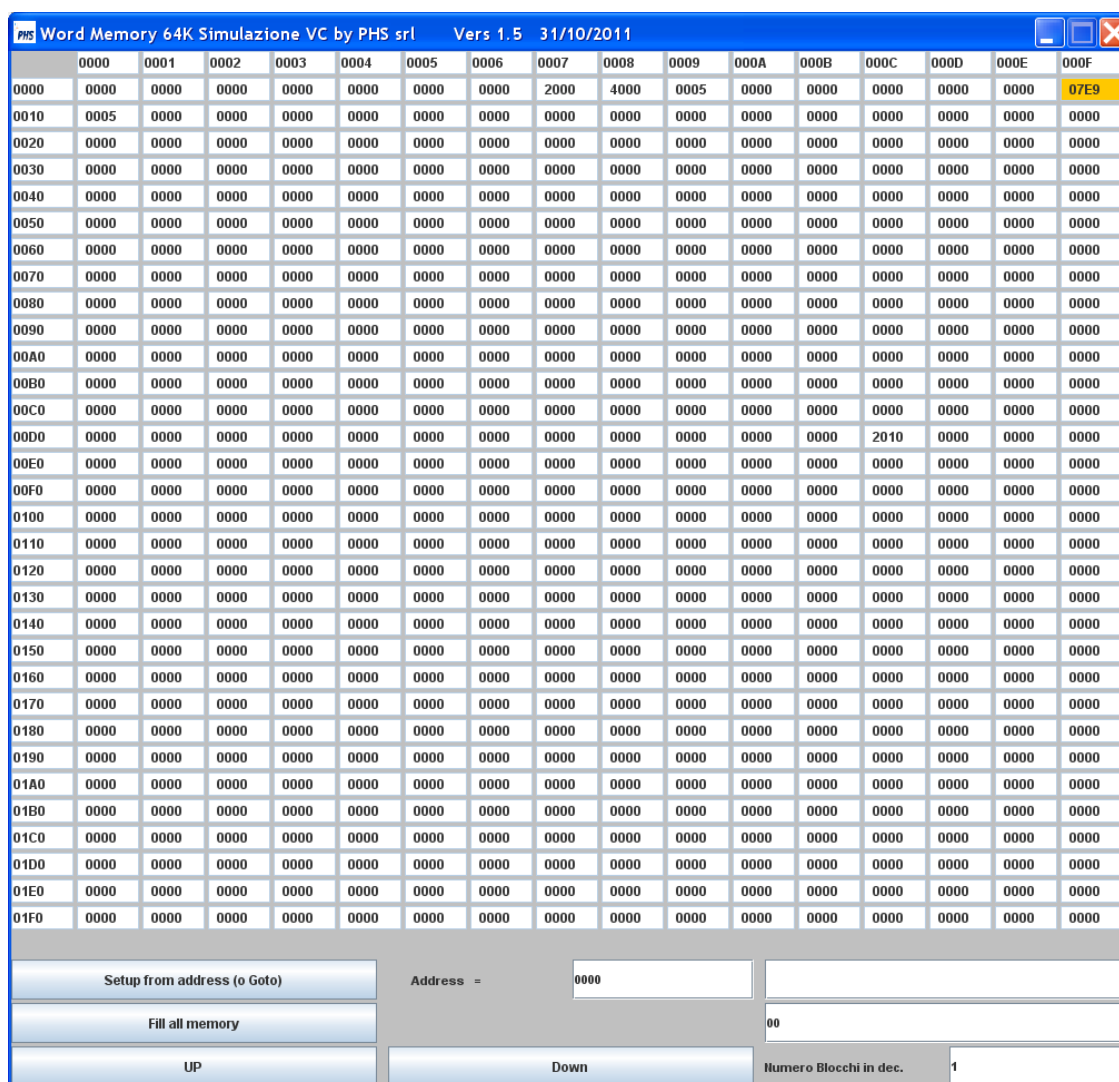 PHS Word Memory 64K Simulazione VC by PHS srl Vers 1.5 31/10/2011
0000 0001 0002 0003 0004 0005 0006 0007 0008 0009 000A 000B 000C 000D 000E 000F
0000 0000 0000 0000 0000 0000 0000 0000 2000 4000 0005 0000 0000 0000 0000 0000 07E9
0010 0005 0000 0000 0000 0000 0000 0000 0000 0000 0000 0000 0000 0000 0000 0000 0000
0020 0000 0000 0000 0000 0000 0000 0000 0000 0000 0000 0000 0000 0000 0000 0000 0000
0030 0000 0000 0000 0000 0000 0000 0000 0000 0000 0000 0000 0000 0000 0000 0000 0000
0040 0000 0000 0000 0000 0000 0000 0000 0000 0000 0000 0000 0000 0000 0000 0000 0000
0050 0000 0000 0000 0000 0000 0000 0000 0000 0000 0000 0000 0000 0000 0000 0000 0000
0060 0000 0000 0000 0000 0000 0000 0000 0000 0000 0000 0000 0000 0000 0000 0000 0000
0070 0000 0000 0000 0000 0000 0000 0000 0000 0000 0000 0000 0000 0000 0000 0000 0000
0080 0000 0000 0000 0000 0000 0000 0000 0000 0000 0000 0000 0000 0000 0000 0000 0000
0090 0000 0000 0000 0000 0000 0000 0000 0000 0000 0000 0000 0000 0000 0000 0000 0000
00A0 0000 0000 0000 0000 0000 0000 0000 0000 0000 0000 0000 0000 0000 0000 0000 0000
00B0 0000 0000 0000 0000 0000 0000 0000 0000 0000 0000 0000 0000 0000 0000 0000 0000
00C0 0000 0000 0000 0000 0000 0000 0000 0000 0000 0000 0000 0000 0000 0000 0000 0000
00D0 0000 0000 0000 0000 0000 0000 0000 0000 0000 0000 0000 0000 2010 0000 0000 0000
00E0 0000 0000 0000 0000 0000 0000 0000 0000 0000 0000 0000 0000 0000 0000 0000 0000
00F0 0000 0000 0000 0000 0000 0000 0000 0000 0000 0000 0000 0000 0000 0000 0000 0000
0100 0000 0000 0000 0000 0000 0000 0000 0000 0000 0000 0000 0000 0000 0000 0000 0000
0110 0000 0000 0000 0000 0000 0000 0000 0000 0000 0000 0000 0000 0000 0000 0000 0000
0120 0000 0000 0000 0000 0000 0000 0000 0000 0000 0000 0000 0000 0000 0000 0000 0000
0130 0000 0000 0000 0000 0000 0000 0000 0000 0000 0000 0000 0000 0000 0000 0000 0000
0140 0000 0000 0000 0000 0000 0000 0000 0000 0000 0000 0000 0000 0000 0000 0000 0000
0150 0000 0000 0000 0000 0000 0000 0000 0000 0000 0000 0000 0000 0000 0000 0000 0000
0160 0000 0000 0000 0000 0000 0000 0000 0000 0000 0000 0000 0000 0000 0000 0000 0000
0170 0000 0000 0000 0000 0000 0000 0000 0000 0000 0000 0000 0000 0000 0000 0000 0000
0180 0000 0000 0000 0000 0000 0000 0000 0000 0000 0000 0000 0000 0000 0000 0000 0000
0190 0000 0000 0000 0000 0000 0000 0000 0000 0000 0000 0000 0000 0000 0000 0000 0000
01A0 0000 0000 0000 0000 0000 0000 0000 0000 0000 0000 0000 0000 0000 0000 0000 0000
01B0 0000 0000 0000 0000 0000 0000 0000 0000 0000 0000 0000 0000 0000 0000 0000 0000
01C0 0000 0000 0000 0000 0000 0000 0000 0000 0000 0000 0000 0000 0000 0000 0000 0000
01D0 0000 0000 0000 0000 0000 0000 0000 0000 0000 0000 0000 0000 0000 0000 0000 0000
01E0 0000 0000 0000 0000 0000 0000 0000 0000 0000 0000 0000 0000 0000 0000 0000 0000
01F0 0000 0000 0000 0000 0000 0000 0000 0000 0000 0000 0000 0000 0000 0000 0000 0000
Setup from address (o Goto) Address = 0000
Fill all memory 00
UP Down Numero Blocchi in dec. 1